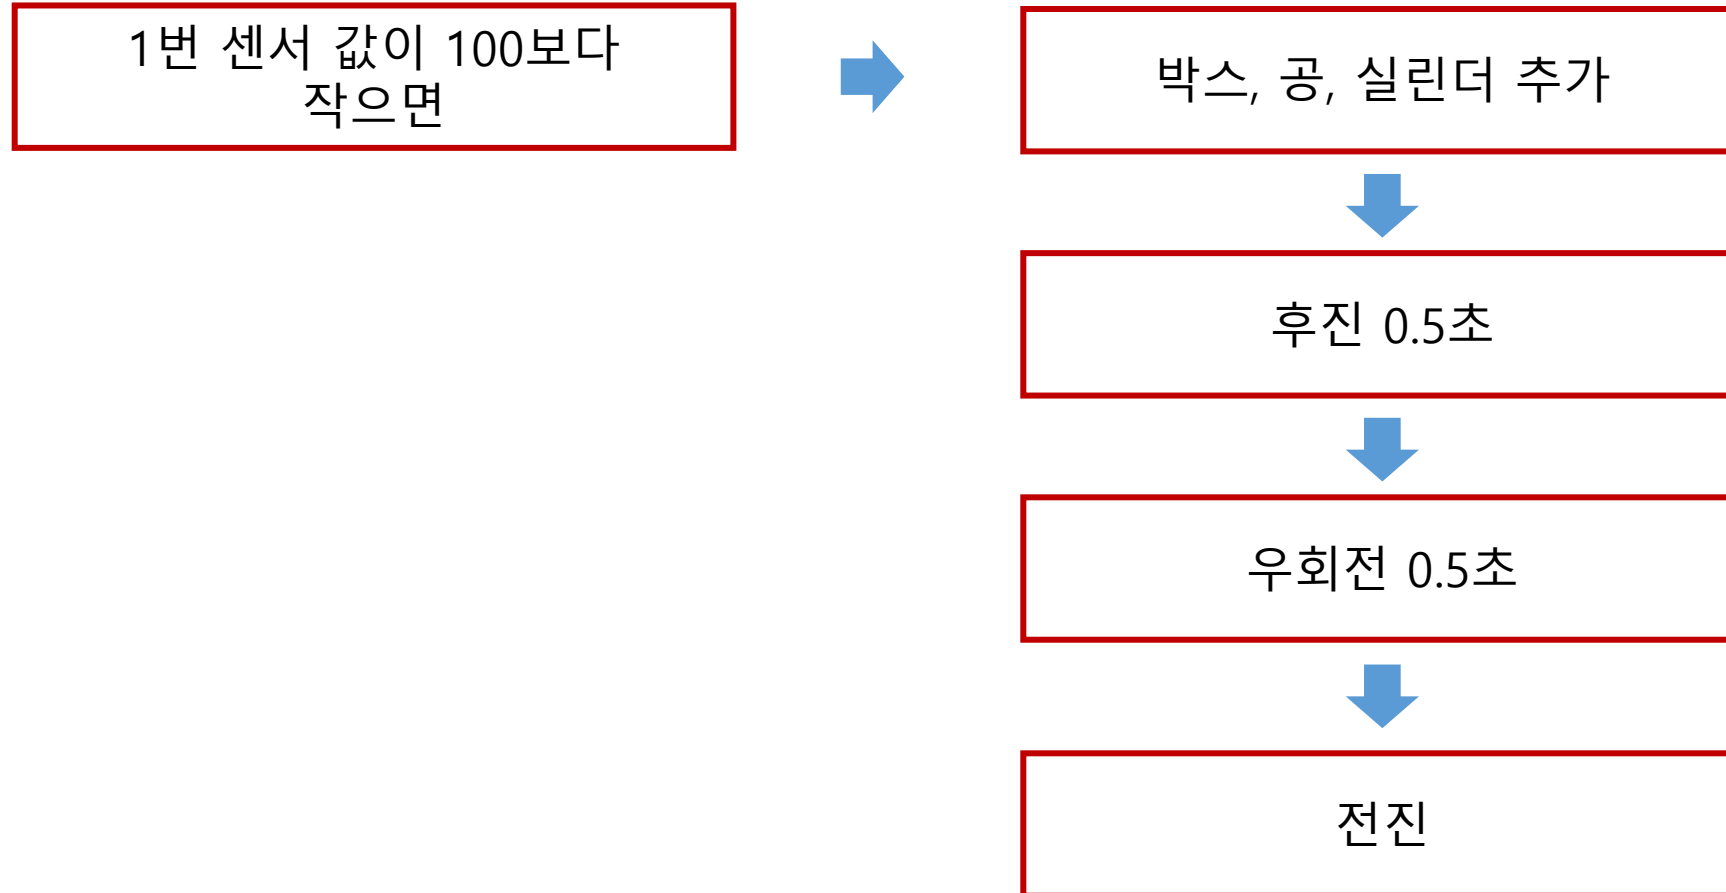 1번 센서 값이 100보다
작으면
박스, 공, 실린더 추가
후진 0.5초
우회전 0.5초
전진